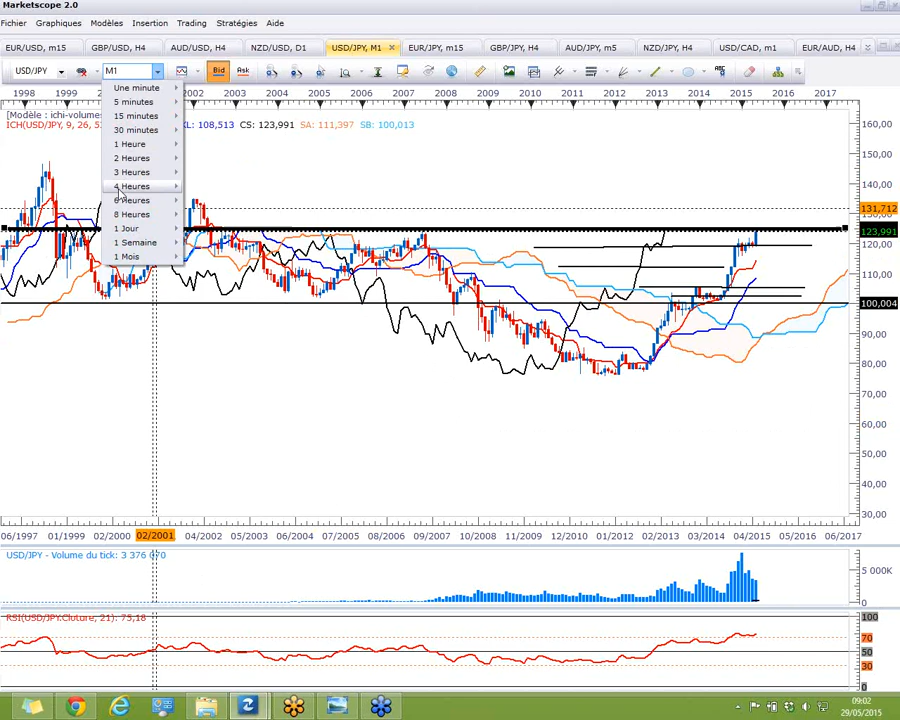 Marketscope 2.0
Fichier Graphiques Modèles Insertion Trading Stratégies Aide
EUR/USD, m15 GBP/USD, H4 AUD/USD, H4 NZD/USD, D1 USD/JPY, M1 EUR/JPY, m15 GBP/JPY, H4 AUD/JPY, m5 NZD/JPY, H4 USD/CAD, m1 EUR/AUD, H4
USD/JPY M1 Bid Ask ABC
1998 1999 2002 2003 2004 2005 2006 2007 2008 2009 2010 2011 2012 2013 2014 2015 2017
[Modèle : ichi-volume
ICH(USD/JPY, 9, 26, 5 KL: 108,513 CS: 123,991 SA: 111,397 SB: 100,013
Une minute
5 minutes
15 minutes
30 minutes
1 Heure
2 Heures
3 Heures
4 Heures
6 Heures
8 Heures
1 Jour
1 Semaine
1 Mois
160,00
150,00
140,00
131,712
130,00
123,991
120,00
110,00
100,004
90,00
80,00
70,00
60,00
50,00
40,00
30,00
06/1997 01/1999 02/2000 02/2001 04/2002 05/2003 06/2004 07/2005 08/2006 09/2007 10/2008 11/2009 12/2010 01/2012 02/2013 03/2014 04/2015 05/2016 06/2017
USD/JPY - Volume du tick: 3 376 070
5 000K
0
RSI(USD/JPY.Cloture, 21): 75,18
100
70
50
30
0
09:02
29/05/2015